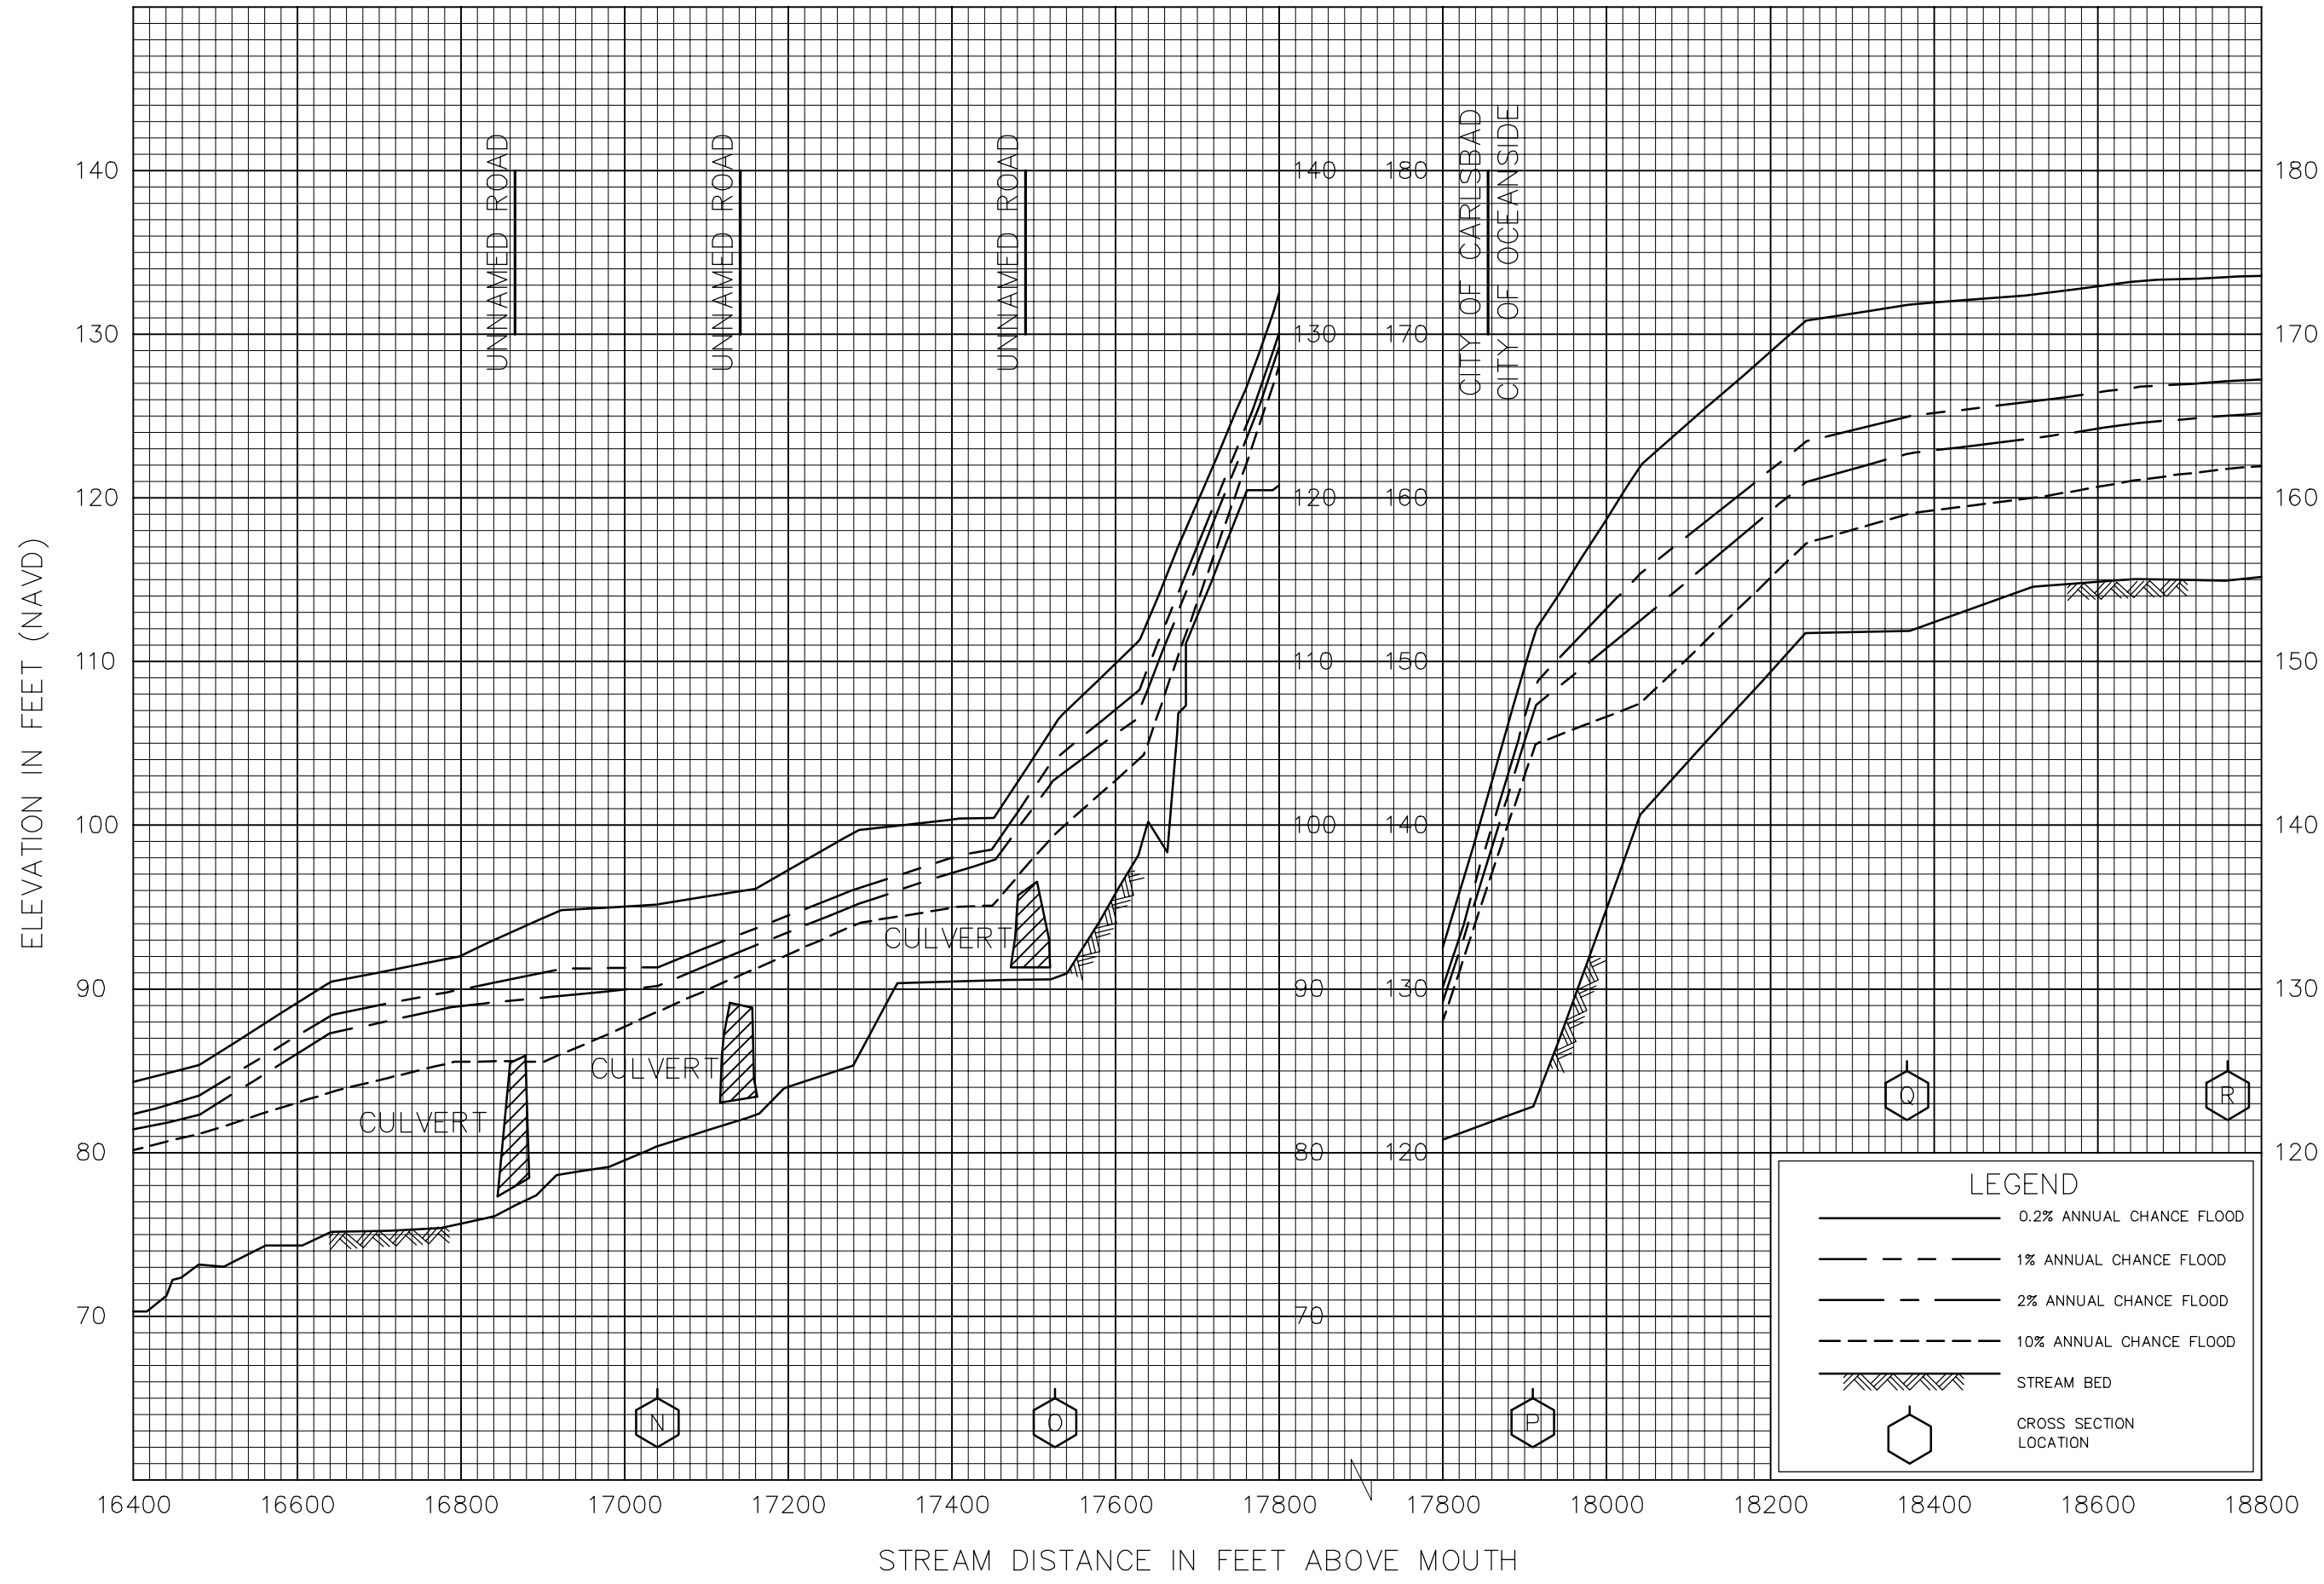 UNNAMED ROAD
UNNAMED ROAD
UNNAMED ROAD
CITY OF CARLSBAD
CITY OF OCEANSIDE
140 140 180 180
130 130 170 170
120 120 160 160
110 110 150 150
100 100 140 140
90 90 130 130
80 80 120 120
70 70
ELEVATION IN FEET (NAVD)
CULVERT
CULVERT
CULVERT
N
O
P
Q
R
LEGEND
0.2% ANNUAL CHANCE FLOOD
1% ANNUAL CHANCE FLOOD
2% ANNUAL CHANCE FLOOD
10% ANNUAL CHANCE FLOOD
STREAM BED
CROSS SECTION
LOCATION
16400 16600 16800 17000 17200 17400 17600 17800 17800 18000 18200 18400 18600 18800
STREAM DISTANCE IN FEET ABOVE MOUTH